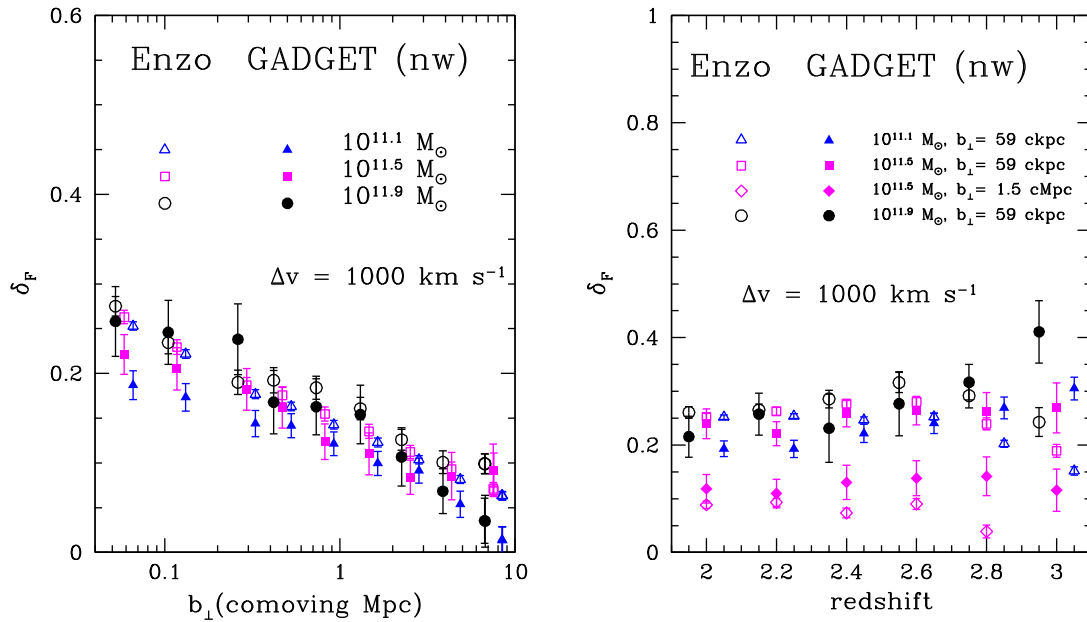 0.6
Enzo GADGET (nw)
10^11.1 M⊙
10^11.5 M⊙
10^11.9 M⊙
0.4
δF
Δv = 1000 km s⁻¹
0.2
0
0.1 1 10
b⊥(comoving Mpc)
1
Enzo GADGET (nw)
0.8
10^11.1 M⊙, b⊥= 59 ckpc
10^11.5 M⊙, b⊥= 59 ckpc
10^11.5 M⊙, b⊥= 1.5 cMpc
10^11.9 M⊙, b⊥= 59 ckpc
0.6
δF
Δv = 1000 km s⁻¹
0.4
0.2
0
2 2.2 2.4 2.6 2.8 3
redshift